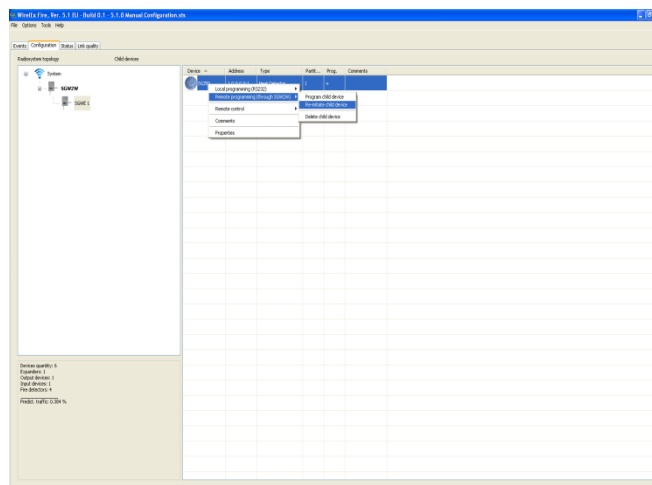 Wirelex Fire, Ver. 5.1 EU - Build 0.1 - 5.1.0 Manual Configuration.sts
File Options Tools Help
Events Configuration Status Link quality
Radiosystem topology Child devices
System
SGW2W
SGWE 1
Device Address Type Partit... Prog. Comments
Local programming (RS232)
Remote programming (through SGW2W)
Remote control
Comments
Properties
Program child device
Re-initiate child device
Delete child device
Devices quantity: 6
Expanders: 1
Output devices: 1
Input devices: 1
Fire detectors: 4
Predict. traffic: 0.384 %